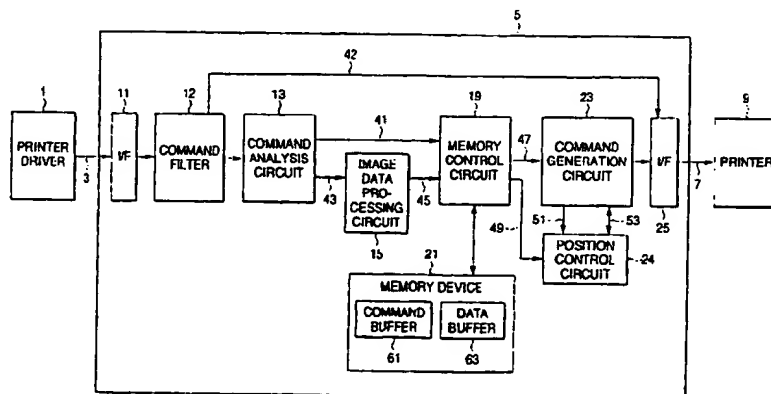 5
42
1
11
12
13
41
19
23
9
PRINTER
DRIVER
3
I/F
COMMAND
FILTER
COMMAND
ANALYSIS
CIRCUIT
43
IMAGE
DATA
PRO-
CESSING
CIRCUIT
15
45
MEMORY
CONTROL
CIRCUIT
47
COMMAND
GENERATION
CIRCUIT
I/F
25
7
PRINTER
49
51
53
POSITION
CONTROL
CIRCUIT
24
21
MEMORY DEVICE
COMMAND
BUFFER
61
DATA
BUFFER
63